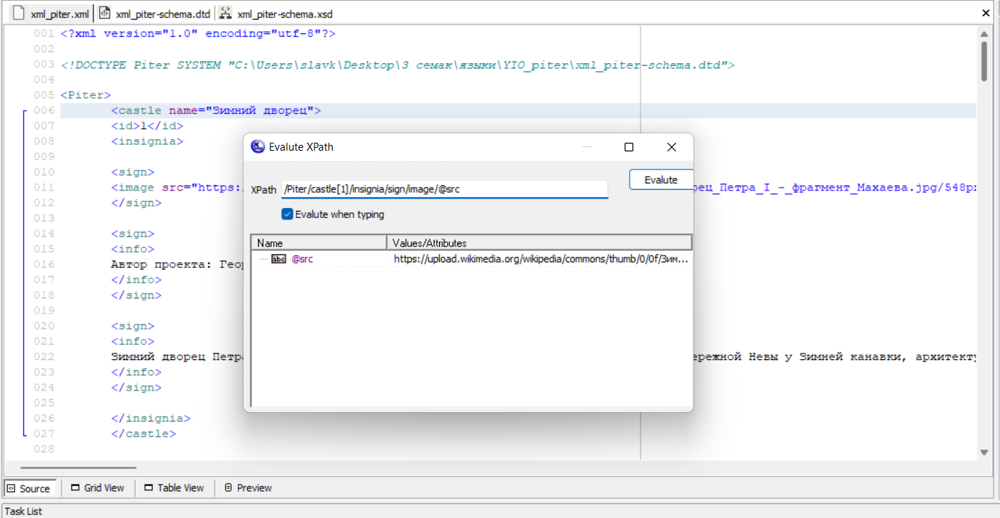 xml_piter.xml xml_piter-schema.dtd xml_piter-schema.xsd
001 <?xml version="1.0" encoding="utf-8"?>
002
003 <!DOCTYPE Piter SYSTEM "C:\Users\slavk\Desktop\3 семак\языки\YIO_piter\xml_piter-schema.dtd">
004
005 <Piter>
006 <castle name="Зимний дворец">
007 <id>1</id>
008 <insignia>
009
010 <sign>
011 <image src="https: рец_Петра_I_-_фрагмент_Махаева.jpg/548px
012 </sign>
013
014 <sign>
015 <info>
016 Автор проекта: Геор
017 </info>
018 </sign>
019
020 <sign>
021 <info>
022 Зимний дворец Петра ережной Невы у Зимней канавки, архитекту
023 </info>
024 </sign>
025
026 </insignia>
027 </castle>
028
Evalute XPath
XPath /Piter/castle[1]/insignia/sign/image/@src Evalute
Evalute when typing
Name Values/Attributes
abc @src https://upload.wikimedia.org/wikipedia/commons/thumb/0/0f/Зим...
Source Grid View Table View Preview
Task List